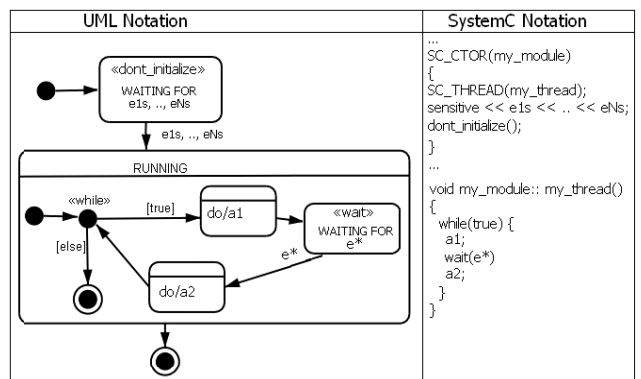 UML Notation
SystemC Notation
«dont_initialize»
WAITING FOR
e1s, .., eNs
e1s, .., eNs
RUNNING
«while»
[true]
do/a1
«wait»
WAITING FOR
e*
[else]
e*
do/a2
...
SC_CTOR(my_module)
{
SC_THREAD(my_thread);
sensitive << e1s << .. << eNs;
dont_initialize();
}
...
void my_module:: my_thread()
{
while(true) {
a1;
wait(e*)
a2;
}
}